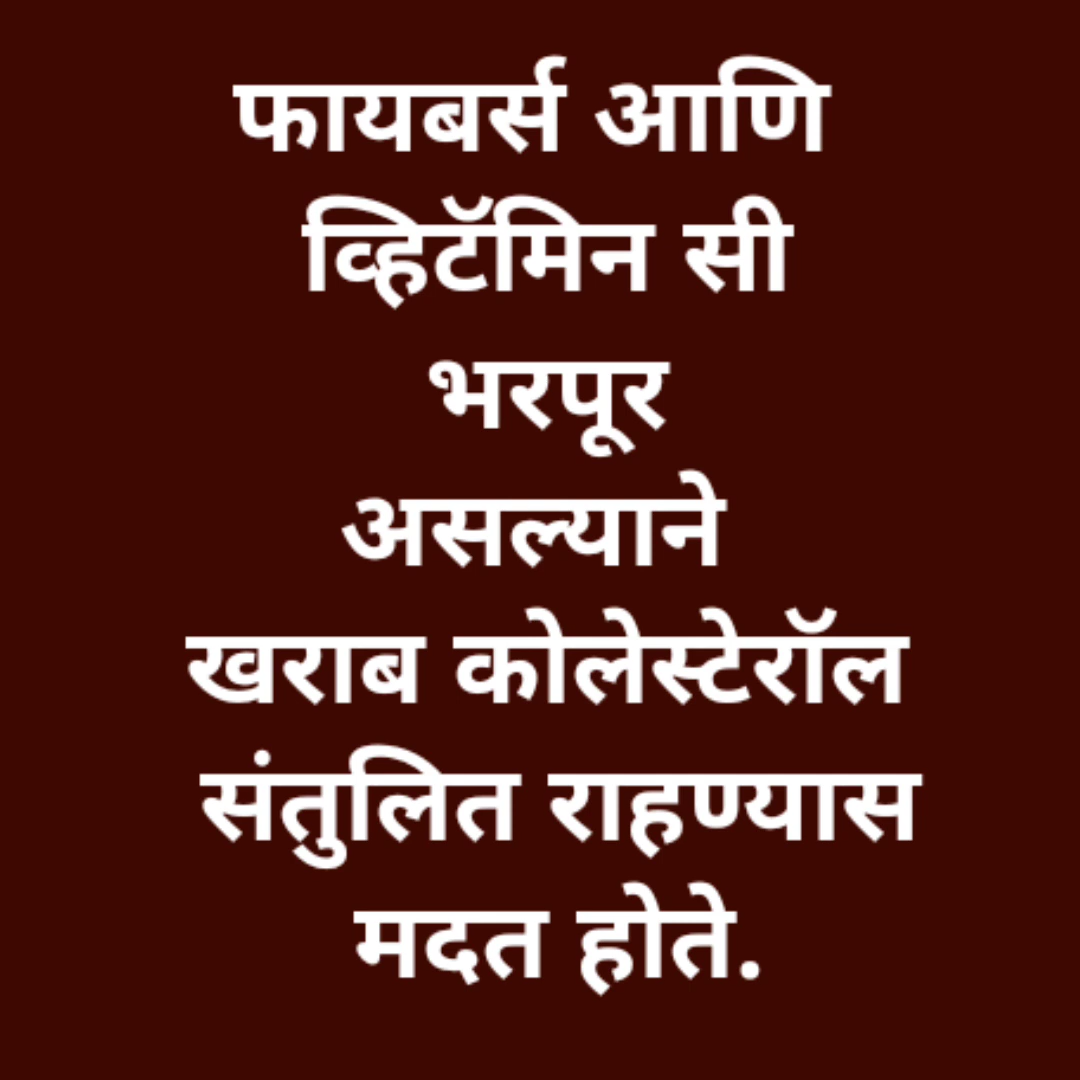 फायबर्स आणि
व्हिटॅमिन सी
भरपूर
असल्याने
खराब कोलेस्टेरॉल
संतुलित राहण्यास
मदत होते.